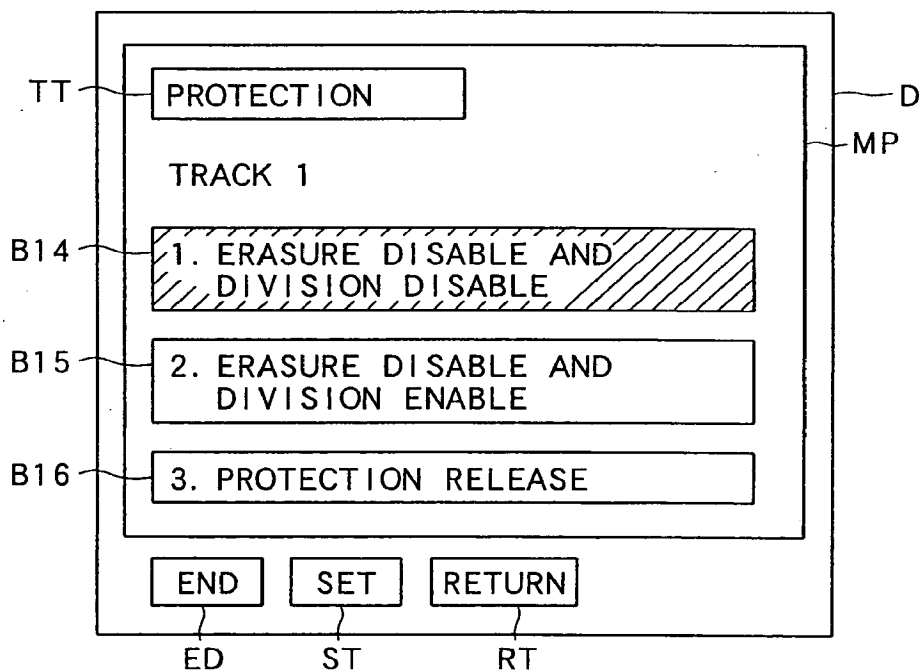 TT PROTECTION D
MP
TRACK 1
B14 1. ERASURE DISABLE AND
DIVISION DISABLE
B15 2. ERASURE DISABLE AND
DIVISION ENABLE
B16 3. PROTECTION RELEASE
END SET RETURN
ED ST RT